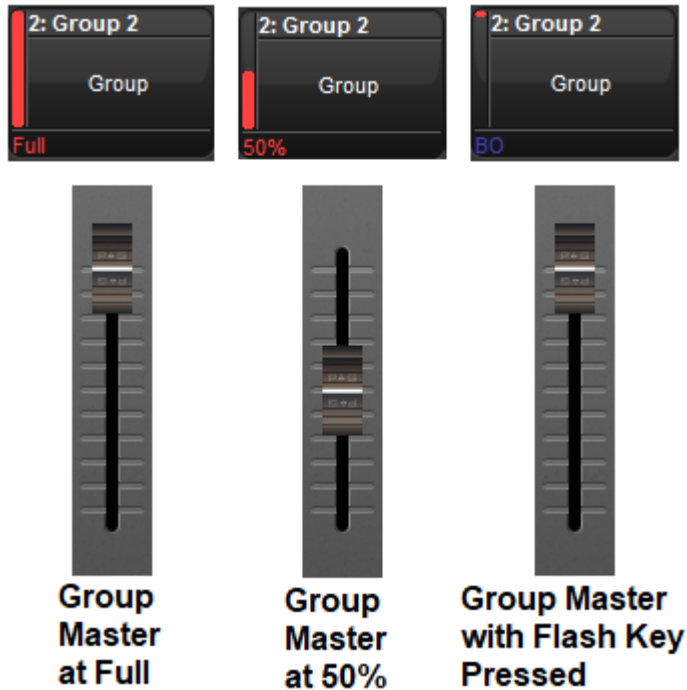 2: Group 2
Group
Full
2: Group 2
Group
50%
2: Group 2
Group
BO
Group
Master
at Full
Group
Master
at 50%
Group Master
with Flash Key
Pressed